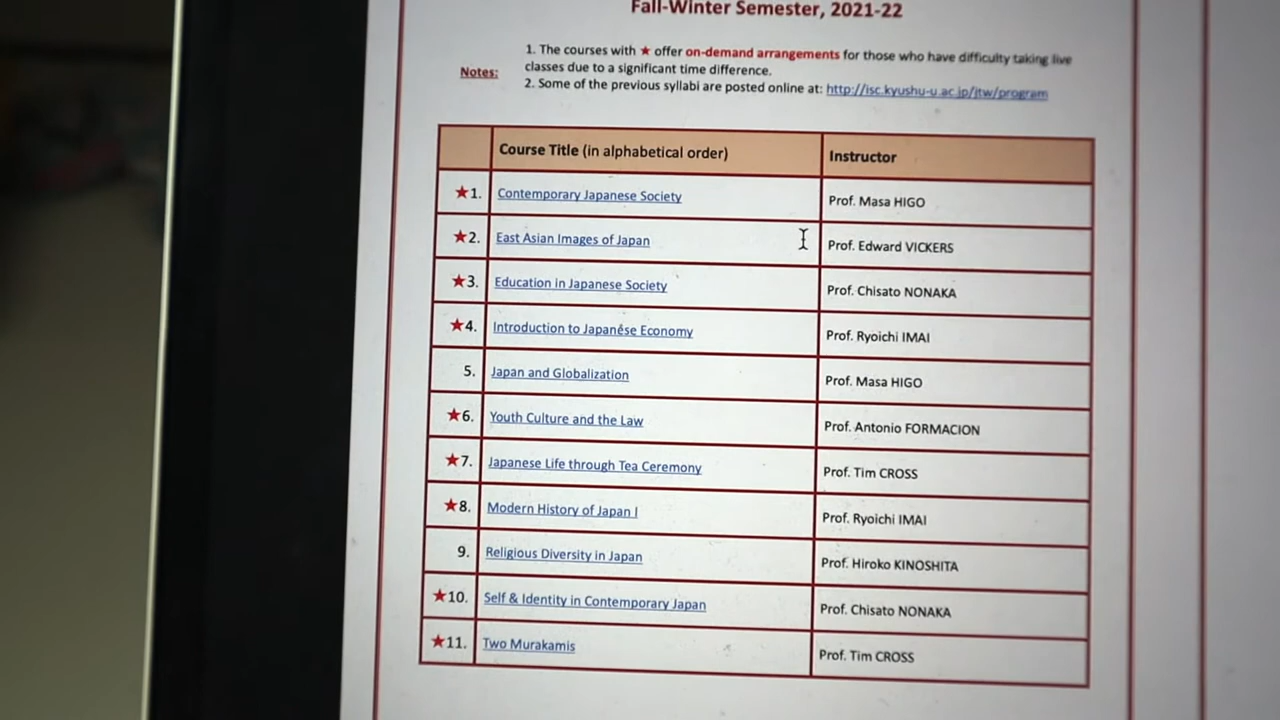 Fall-Winter Semester, 2021-22
Notes:
1. The courses with ★ offer on-demand arrangements for those who have difficulty taking live
classes due to a significant time difference.
2. Some of the previous syllabi are posted online at: http://isc.kyushu-u.ac.jp/jtw/program
Course Title (in alphabetical order) Instructor
★1. Contemporary Japanese Society Prof. Masa HIGO
★2. East Asian Images of Japan Prof. Edward VICKERS
★3. Education in Japanese Society Prof. Chisato NONAKA
★4. Introduction to Japanese Economy Prof. Ryoichi IMAI
5. Japan and Globalization Prof. Masa HIGO
★6. Youth Culture and the Law Prof. Antonio FORMACION
★7. Japanese Life through Tea Ceremony Prof. Tim CROSS
★8. Modern History of Japan I Prof. Ryoichi IMAI
9. Religious Diversity in Japan Prof. Hiroko KINOSHITA
★10. Self & Identity in Contemporary Japan Prof. Chisato NONAKA
★11. Two Murakamis Prof. Tim CROSS